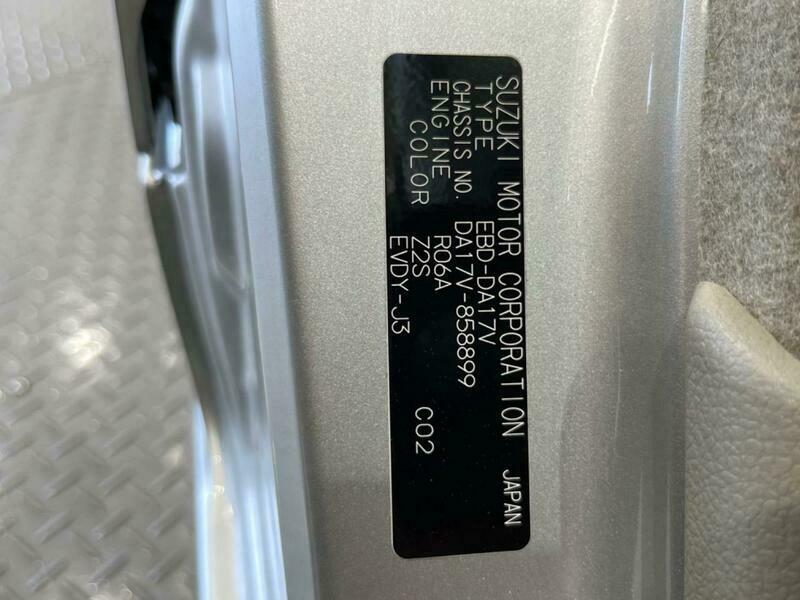 SUZUKI MOTOR CORPORATION JAPAN
TYPE EBD-DA17V
CHASSIS NO. DA17V-858899
ENGINE R06A
COLOR Z2S C02
EVDY-J3